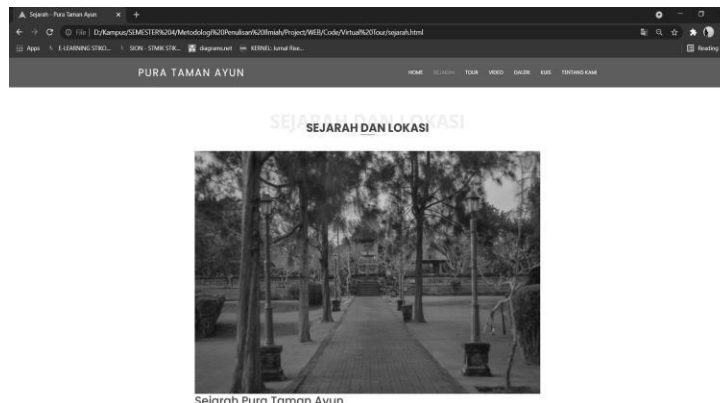 Sejarah - Pura Taman Ayun
File | D:/Kampus/SEMESTER%204/Metodologi%20Penulisan%20Ilmiah/Project/WEB/Code/Virtual%20Tour/sejarah.html
Apps E-LEARNING STIKO... SION - STMIK STIK... diagrams.net KERNEL: Jurnal Rise... Reading
PURA TAMAN AYUN HOME SEJARAH TOUR VIDEO GALERI KUIS TENTANG KAMI
SEJARAH DAN LOKASI
SEJARAH DAN LOKASI
Sejarah Pura Taman Ayun